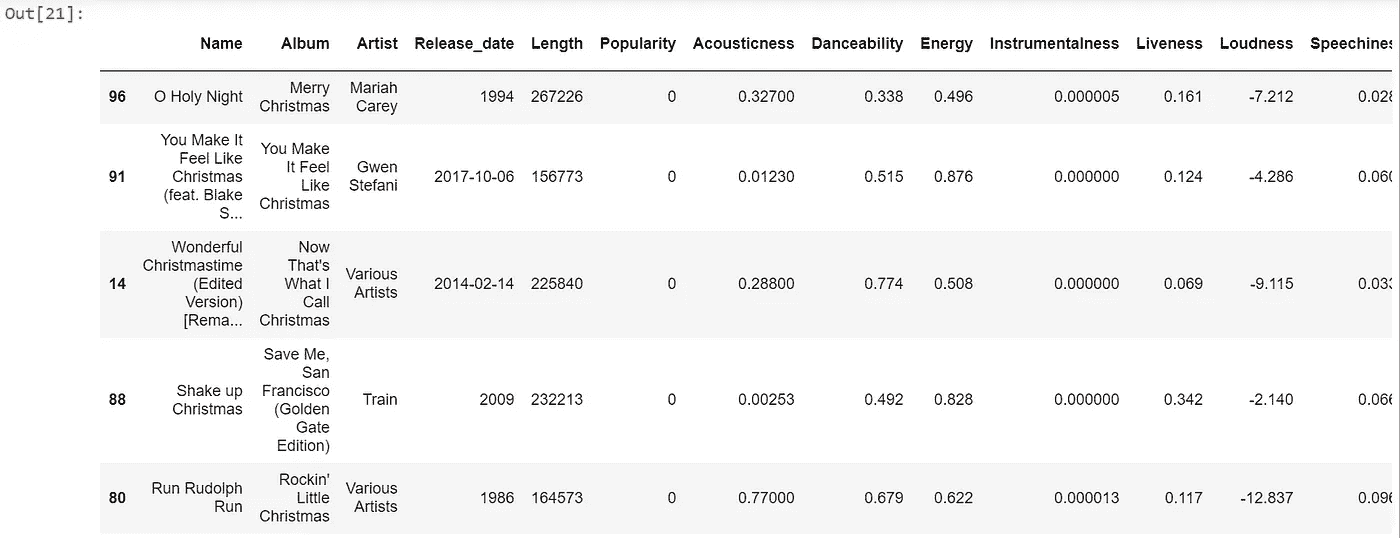 Out[21]:
Name Album Artist Release_date Length Popularity Acousticness Danceability Energy Instrumentalness Liveness Loudness Speechines
96 O Holy Night Merry Christmas Mariah Carey 1994 267226 0 0.32700 0.338 0.496 0.000005 0.161 -7.212 0.028
91 You Make It Feel Like Christmas (feat. Blake S... You Make It Feel Like Christmas Gwen Stefani 2017-10-06 156773 0 0.01230 0.515 0.876 0.000000 0.124 -4.286 0.060
14 Wonderful Christmastime (Edited Version) [Rema... Now That's What I Call Christmas Various Artists 2014-02-14 225840 0 0.28800 0.774 0.508 0.000000 0.069 -9.115 0.033
88 Shake up Christmas Save Me, San Francisco (Golden Gate Edition) Train 2009 232213 0 0.00253 0.492 0.828 0.000000 0.342 -2.140 0.066
80 Run Rudolph Run Rockin' Little Christmas Various Artists 1986 164573 0 0.77000 0.679 0.622 0.000013 0.117 -12.837 0.096